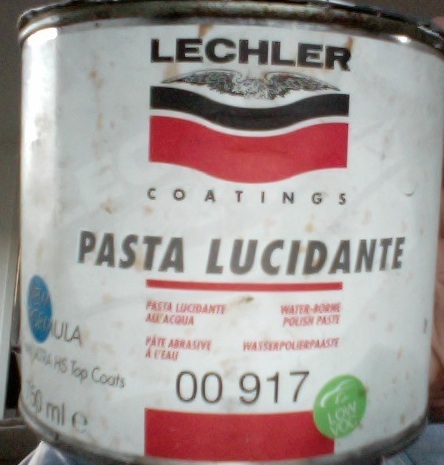 LECHLER
COATINGS
PASTA LUCIDANTE
PASTA LUCIDANTE
ALL'ACQUA
WATER-BORNE
POLISH PASTE
PÂTE ABRASIVE
À L'EAU
WASSERPOLIERPAASTE
ULA
HS Top Coats
00 917
ml e
LOW
VOC